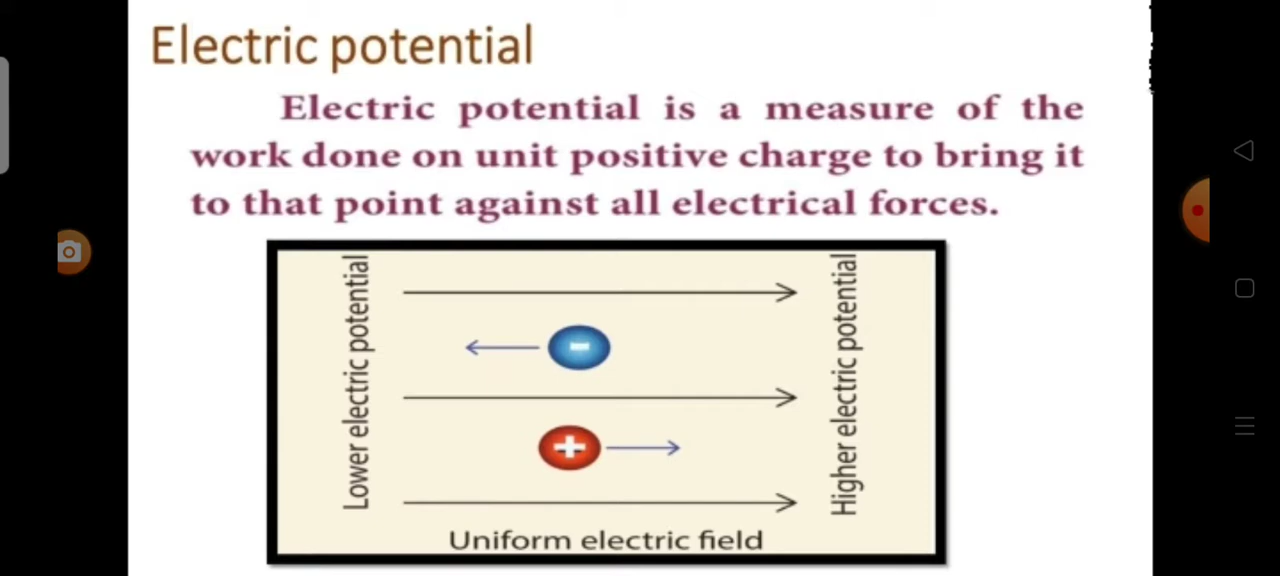 Electric potential
Electric potential is a measure of the
work done on unit positive charge to bring it
to that point against all electrical forces.
Lower electric potential
Higher electric potential
Uniform electric field